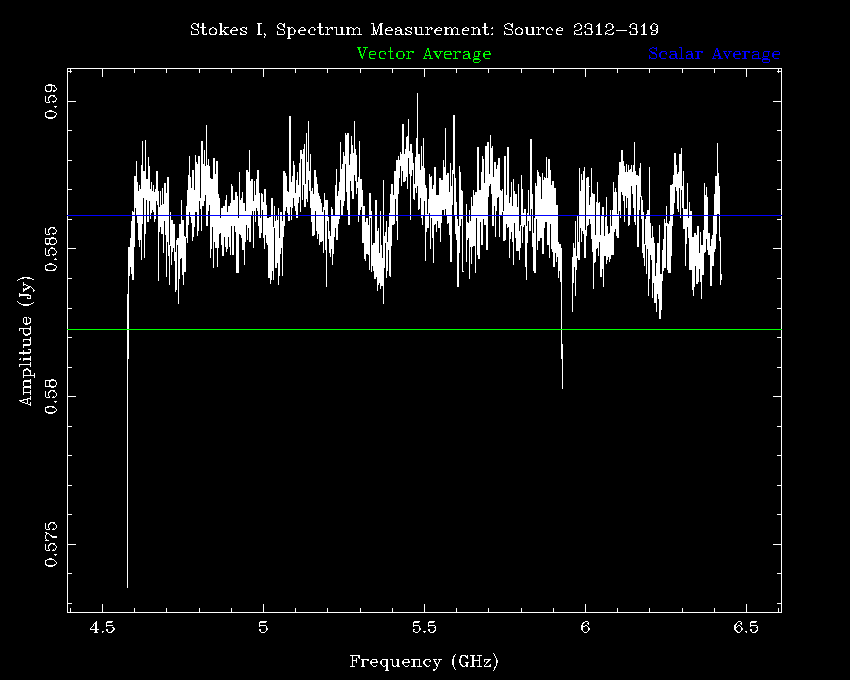 Stokes I, Spectrum Measurement: Source 2312−319
Vector Average
Scalar Average
0.59
0.585
0.58
0.575
Amplitude (Jy)
4.5
5
5.5
6
6.5
Frequency (GHz)